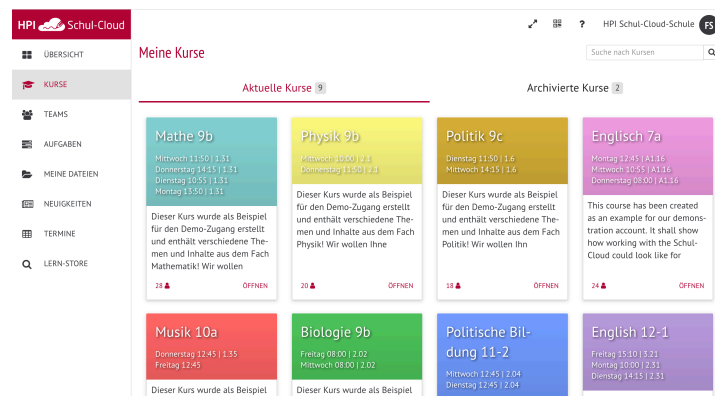 HPI Schul-Cloud
HPI Schul-Cloud-Schule FS
ÜBERSICHT
KURSE
TEAMS
AUFGABEN
MEINE DATEIEN
NEUIGKEITEN
TERMINE
LERN-STORE
Meine Kurse
Suche nach Kursen
Aktuelle Kurse 9
Archivierte Kurse 2
Mathe 9b
Mittwoch 11:50 | 1.31
Donnerstag 14:15 | 1.31
Dienstag 10:55 | 1.31
Montag 13:50 | 1.31
Dieser Kurs wurde als Beispiel
für den Demo-Zugang erstellt
und enthält verschiedene The-
men und Inhalte aus dem Fach
Mathematik! Wir wollen
28
ÖFFNEN
Physik 9b
Mittwoch 10:00 | 2.1
Donnerstag 11:50 | 2.1
Dieser Kurs wurde als Beispiel
für den Demo-Zugang erstellt
und enthält verschiedene The-
men und Inhalte aus dem Fach
Physik! Wir wollen Ihne
20
ÖFFNEN
Politik 9c
Dienstag 11:50 | 1.6
Mittwoch 14:15 | 1.6
Dieser Kurs wurde als Beispiel
für den Demo-Zugang erstellt
und enthält verschiedene The-
men und Inhalte aus dem Fach
Politik! Wir wollen Ihn
18
ÖFFNEN
Englisch 7a
Montag 12:45 | A1.16
Mittwoch 10:55 | A1.16
Donnerstag 08:00 | A1.16
This course has been created
as an example for our demons-
tration account. It shall show
how working with the Schul-
Cloud could look like for
24
ÖFFNEN
Musik 10a
Donnerstag 12:45 | 1.35
Freitag 12:45
Dieser Kurs wurde als Beispiel
Biologie 9b
Freitag 08:00 | 2.02
Mittwoch 08:00 | 2.02
Dieser Kurs wurde als Beispiel
Politische Bil-
dung 11-2
Mittwoch 12:45 | 2.04
Dienstag 12:45 | 2.04
English 12-1
Freitag 15:10 | 3.21
Montag 10:00 | 2.31
Dienstag 14:15 | 2.31